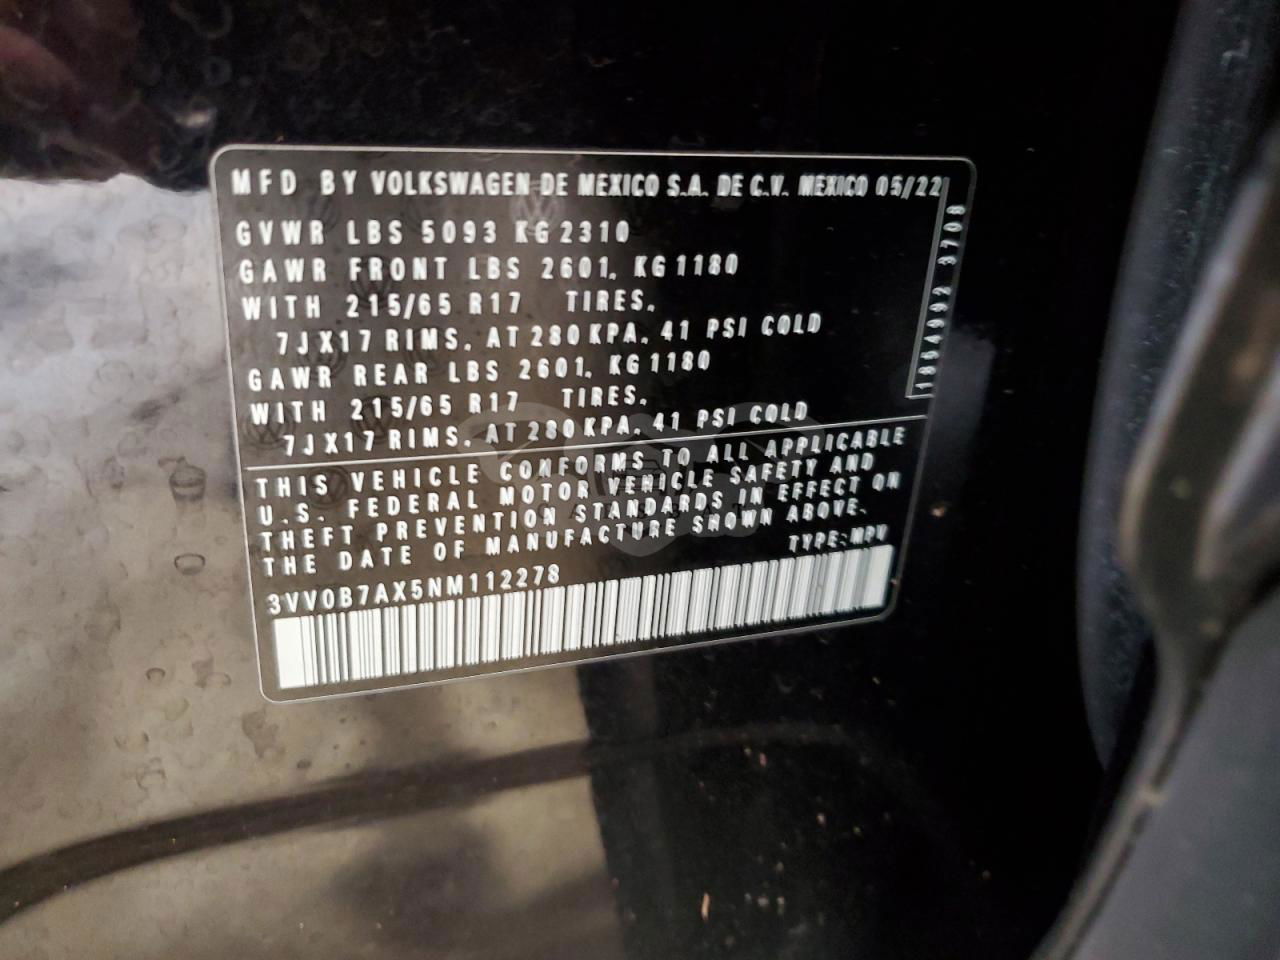 MFD BY VOLKSWAGEN DE MEXICO S.A. DE C.V. MEXICO 05/22
GVWR LBS 5093 KG 2310
GAWR FRONT LBS 2601, KG 1180
WITH 215/65 R17 TIRES,
7JX17 RIMS, AT 280 KPA, 41 PSI COLD
GAWR REAR LBS 2601, KG 1180
WITH 215/65 R17 TIRES,
7JX17 RIMS, AT 280 KPA, 41 PSI COLD
THIS VEHICLE CONFORMS TO ALL APPLICABLE
U.S. FEDERAL MOTOR VEHICLE SAFETY AND
THEFT PREVENTION STANDARDS IN EFFECT ON
THE DATE OF MANUFACTURE SHOWN ABOVE.
TYPE:MPV
3VV0B7AX5NM112278